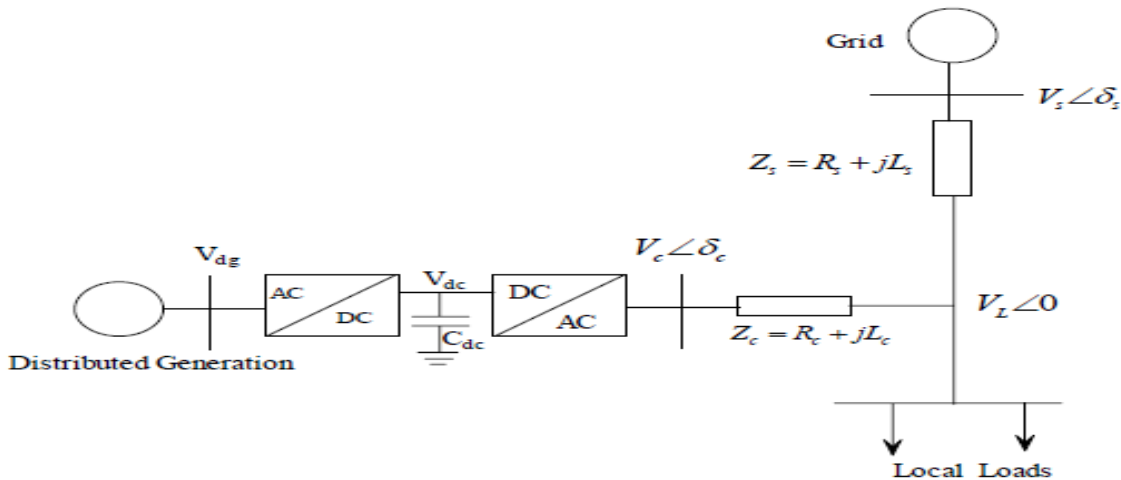 Grid
V_s∠δ_s
Z_s = R_s + jL_s
V_c∠δ_c
V_dg
V_dc
AC
DC
DC
AC
C_dc
V_L∠0
Z_c = R_c + jL_c
Distributed Generation
Local Loads